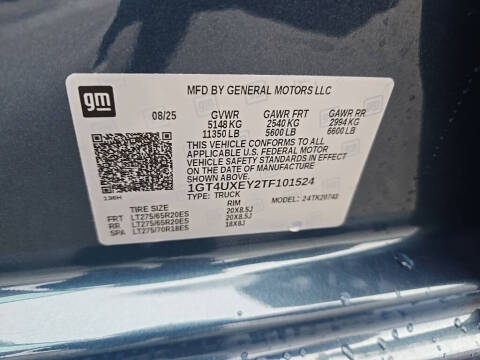 gm
MFD BY GENERAL MOTORS LLC
08/25 GVWR GAWR FRT GAWR RR
5148 KG 2540 KG 2994 KG
11350 LB 5600 LB 6600 LB
THIS VEHICLE CONFORMS TO ALL
APPLICABLE U.S. FEDERAL MOTOR
VEHICLE SAFETY STANDARDS IN EFFECT
ON THE DATE OF MANUFACTURE
SHOWN ABOVE.
1GT4UXEY2TF101524
TYPE: TRUCK MODEL: 24TK20743
TIRE SIZE RIM
FRT LT275/65R20ES 20X8.5J
RR LT275/65R20ES 20X8.5J
SPA LT275/70R18ES 18X8J